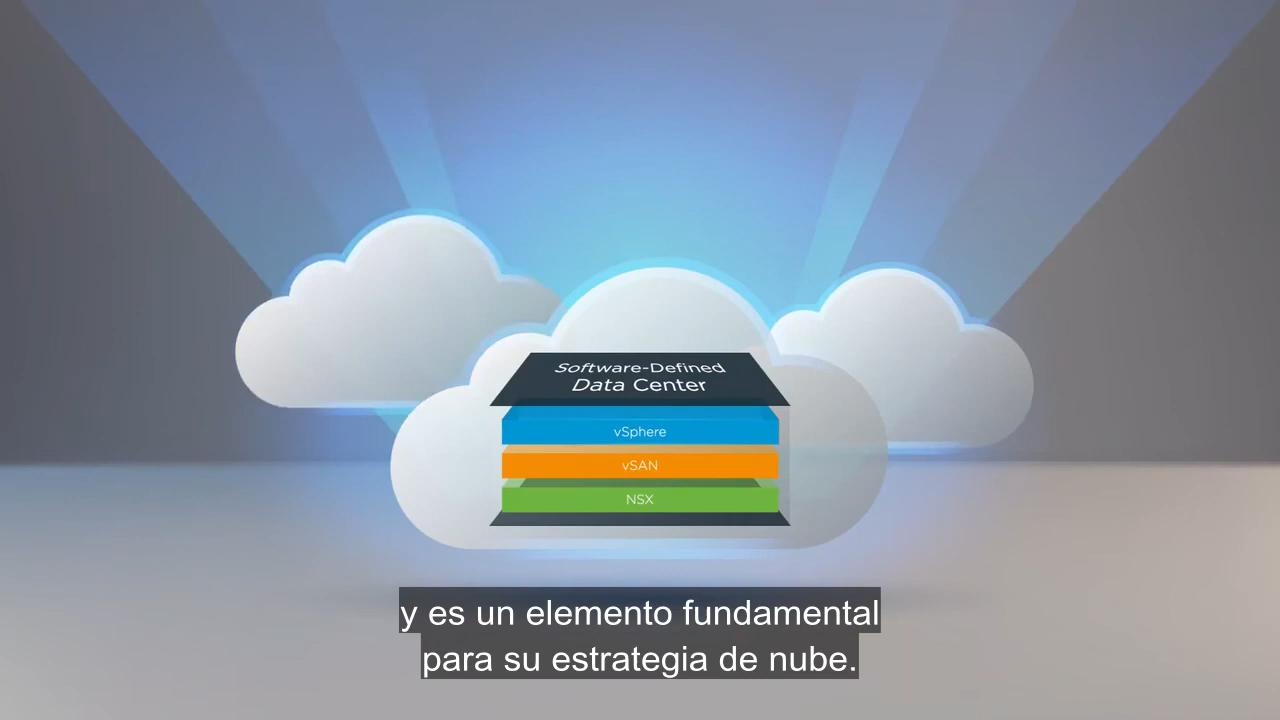 Software-Defined
Data Center
vSphere
vSAN
NSX
y es un elemento fundamental
para su estrategia de nube.